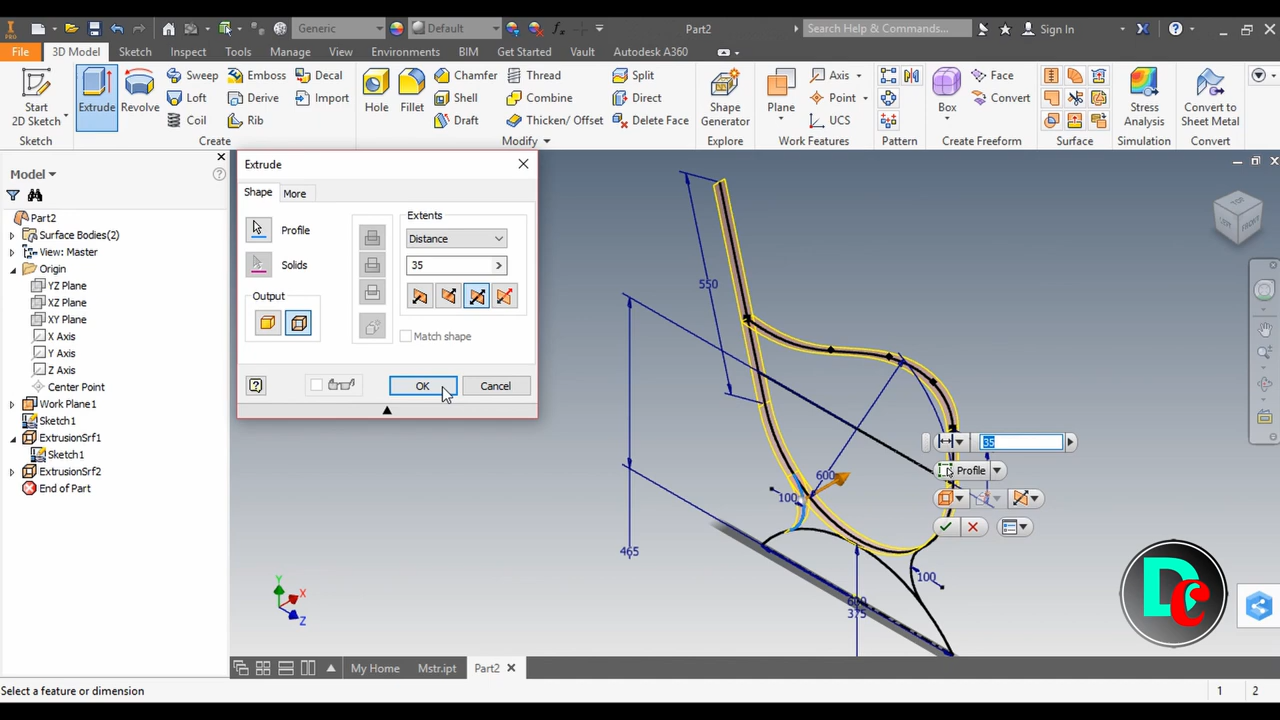 PRO
Generic
Default
Part2
Search Help & Commands...
Sign In
File
3D Model
Sketch
Inspect
Tools
Manage
View
Environments
BIM
Get Started
Vault
Autodesk A360
Start
2D Sketch
Extrude
Revolve
Sweep
Emboss
Decal
Loft
Derive
Import
Coil
Rib
Hole
Fillet
Chamfer
Thread
Split
Shell
Combine
Direct
Draft
Thicken/ Offset
Delete Face
Shape
Generator
Plane
Axis
Point
UCS
Box
Face
Convert
Stress
Analysis
Convert to
Sheet Metal
Sketch
Create
Modify
Explore
Work Features
Pattern
Create Freeform
Surface
Simulation
Convert
Model
Part2
Surface Bodies(2)
View: Master
Origin
YZ Plane
XZ Plane
XY Plane
X Axis
Y Axis
Z Axis
Center Point
Work Plane1
Sketch1
ExtrusionSrf1
Sketch1
ExtrusionSrf2
End of Part
Extrude
Shape
More
Profile
Solids
Output
Extents
Distance
35
Match shape
OK
Cancel
TOP
550
600
100
465
100
375
35
Profile
Y
X
Z
DC
My Home
Mstr.ipt
Part2
Select a feature or dimension
1
2